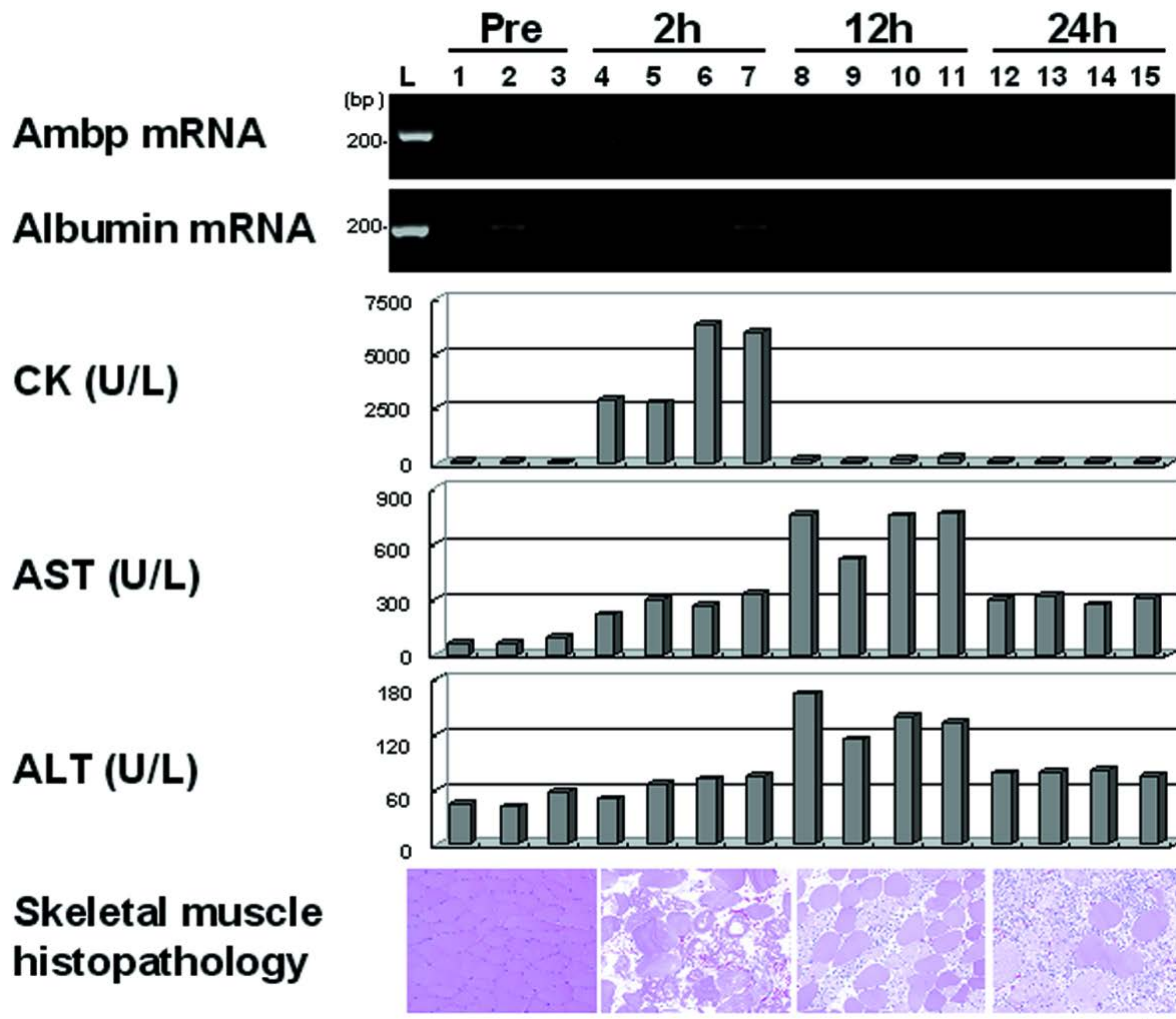 Pre 2h 12h 24h
L 1 2 3 4 5 6 7 8 9 10 11 12 13 14 15
(bp)
Ambp mRNA 200-
Albumin mRNA 200-
7500
5000
CK (U/L)
2500
0
900
600
AST (U/L)
300
0
180
120
ALT (U/L)
60
0
Skeletal muscle
histopathology